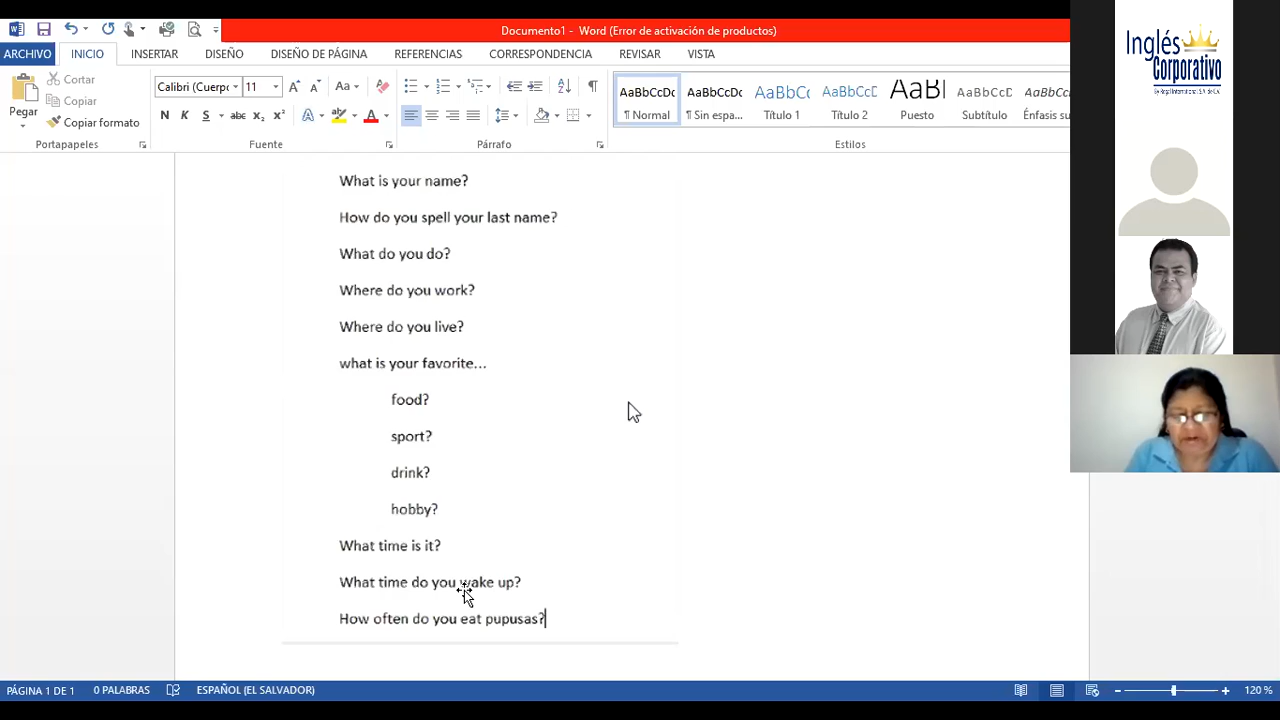 Documento1 - Word (Error de activación de productos)
ARCHIVO INICIO INSERTAR DISEÑO DISEÑO DE PÁGINA REFERENCIAS CORRESPONDENCIA REVISAR VISTA
Pegar
Cortar
Copiar
Copiar formato
Portapapeles
Calibri (Cuerpo 11
N K S abc x₂ x²
Fuente
Párrafo
AaBbCcDc AaBbCcDc AaBbC AaBbCcD AaBl AaBbCcD AaBbCcDc
¶ Normal ¶ Sin espa... Título 1 Título 2 Puesto Subtítulo Énfasis su
Estilos
Inglés
Corporativo
What is your name?
How do you spell your last name?
What do you do?
Where do you work?
Where do you live?
what is your favorite...
food?
sport?
drink?
hobby?
What time is it?
What time do you wake up?
How often do you eat pupusas?
PÁGINA 1 DE 1 0 PALABRAS ESPAÑOL (EL SALVADOR) 120 %